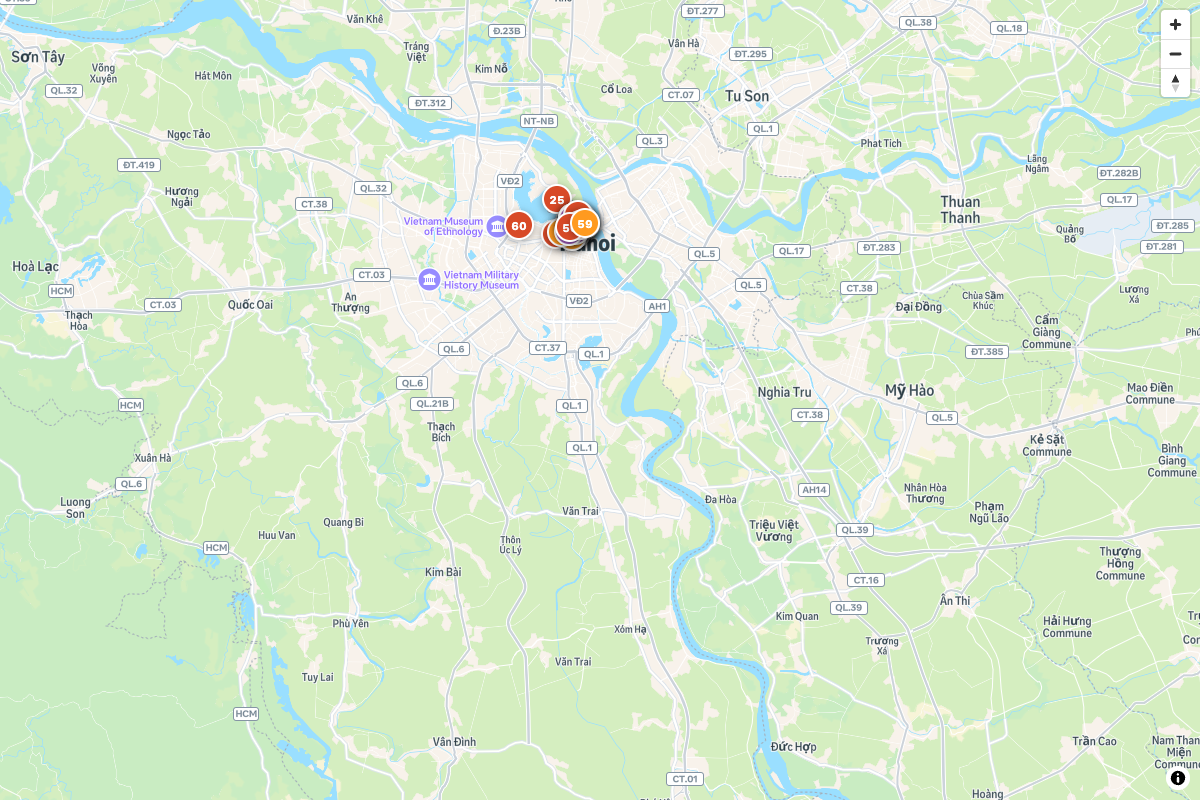 Văn Khê
ĐT.277
QL.38
QL.18
Đ.23B
Sơn Tây
Tráng
Việt
Vân Hà
ĐT.295
Võng
Xuyên
Hát Môn
Kim Nỗ
QL.32
Cổ Loa
CT.07
Tu Son
ĐT.312
NT-NB
QL.1
Ngọc Tảo
QL.3
Phat Tích
ĐT.419
Lãng
Ngâm
ĐT.282B
VĐ2
QL.32
Hương
Ngải
25
QL.17
CT.38
Thuan
Thanh
Vietnam Museum
of Ethnology
60
59
ĐT.285
Quảng
Bố
ĐT.281
ĐT.283
QL.17
QL.5
Hoà Lạc
CT.03
Vietnam Military
History Museum
HCM
QL.5
CT.38
Lương
Xá
An
Thượng
CT.03
Quốc Oai
VĐ2
AH1
Đại Đồng
Chùa Sằm
Khúc
Thạch
Hòa
Cẩm
Giàng
Commune
QL.6
CT.37
QL.1
ĐT.385
QL.6
Nghia Tru
Mỹ Hào
Mao Điền
Commune
HCM
QL.21B
QL.1
CT.38
QL.5
Thạch
Bích
Kẻ Sặt
Commune
QL.1
Xuân Hà
Bình
Giang
Commune
QL.6
AH14
Nhân Hòa
Thương
Luong
Son
Đa Hòa
Văn Trai
Phạm
Ngũ Lão
Quang Bi
Triệu Việt
Vương
QL.39
Huu Van
Thôn
Ức Lý
HCM
Thượng
Hồng
Commune
Kim Bài
CT.16
Ân Thi
QL.39
Kim Quan
Phù Yên
Xóm Hạ
Hải Hưng
Commune
Trương
Xá
Văn Trai
Tuy Lai
HCM
Vân Đình
Trần Cao
Đức Hợp
Nam Than
Miện
Commune
CT.01
Hoàng